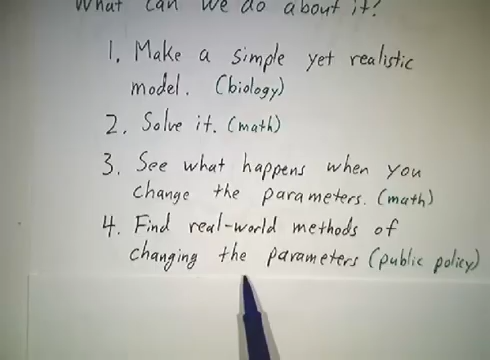 What can we do about it?
1. Make a simple yet realistic
model. (biology)
2. Solve it. (math)
3. See what happens when you
change the parameters. (math)
4. Find real-world methods of
changing the parameters (public policy)